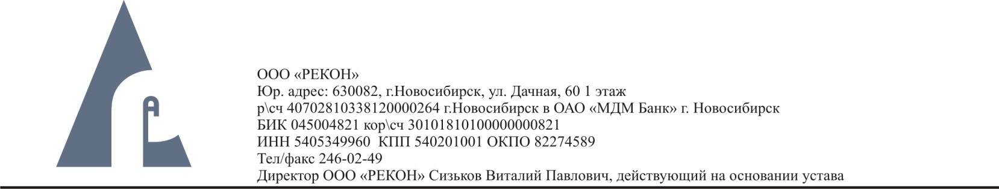 ООО «РЕКОН»
Юр. адрес: 630082, г.Новосибирск, ул. Дачная, 60 1 этаж
р\сч 40702810338120000264 г.Новосибирск в ОАО «МДМ Банк» г. Новосибирск
БИК 045004821 кор\сч 30101810100000000821
ИНН 5405349960  КПП 540201001 ОКПО 82274589
Тел/факс 246-02-49
Директор ООО «РЕКОН» Сизьков Виталий Павлович, действующий на основании устава